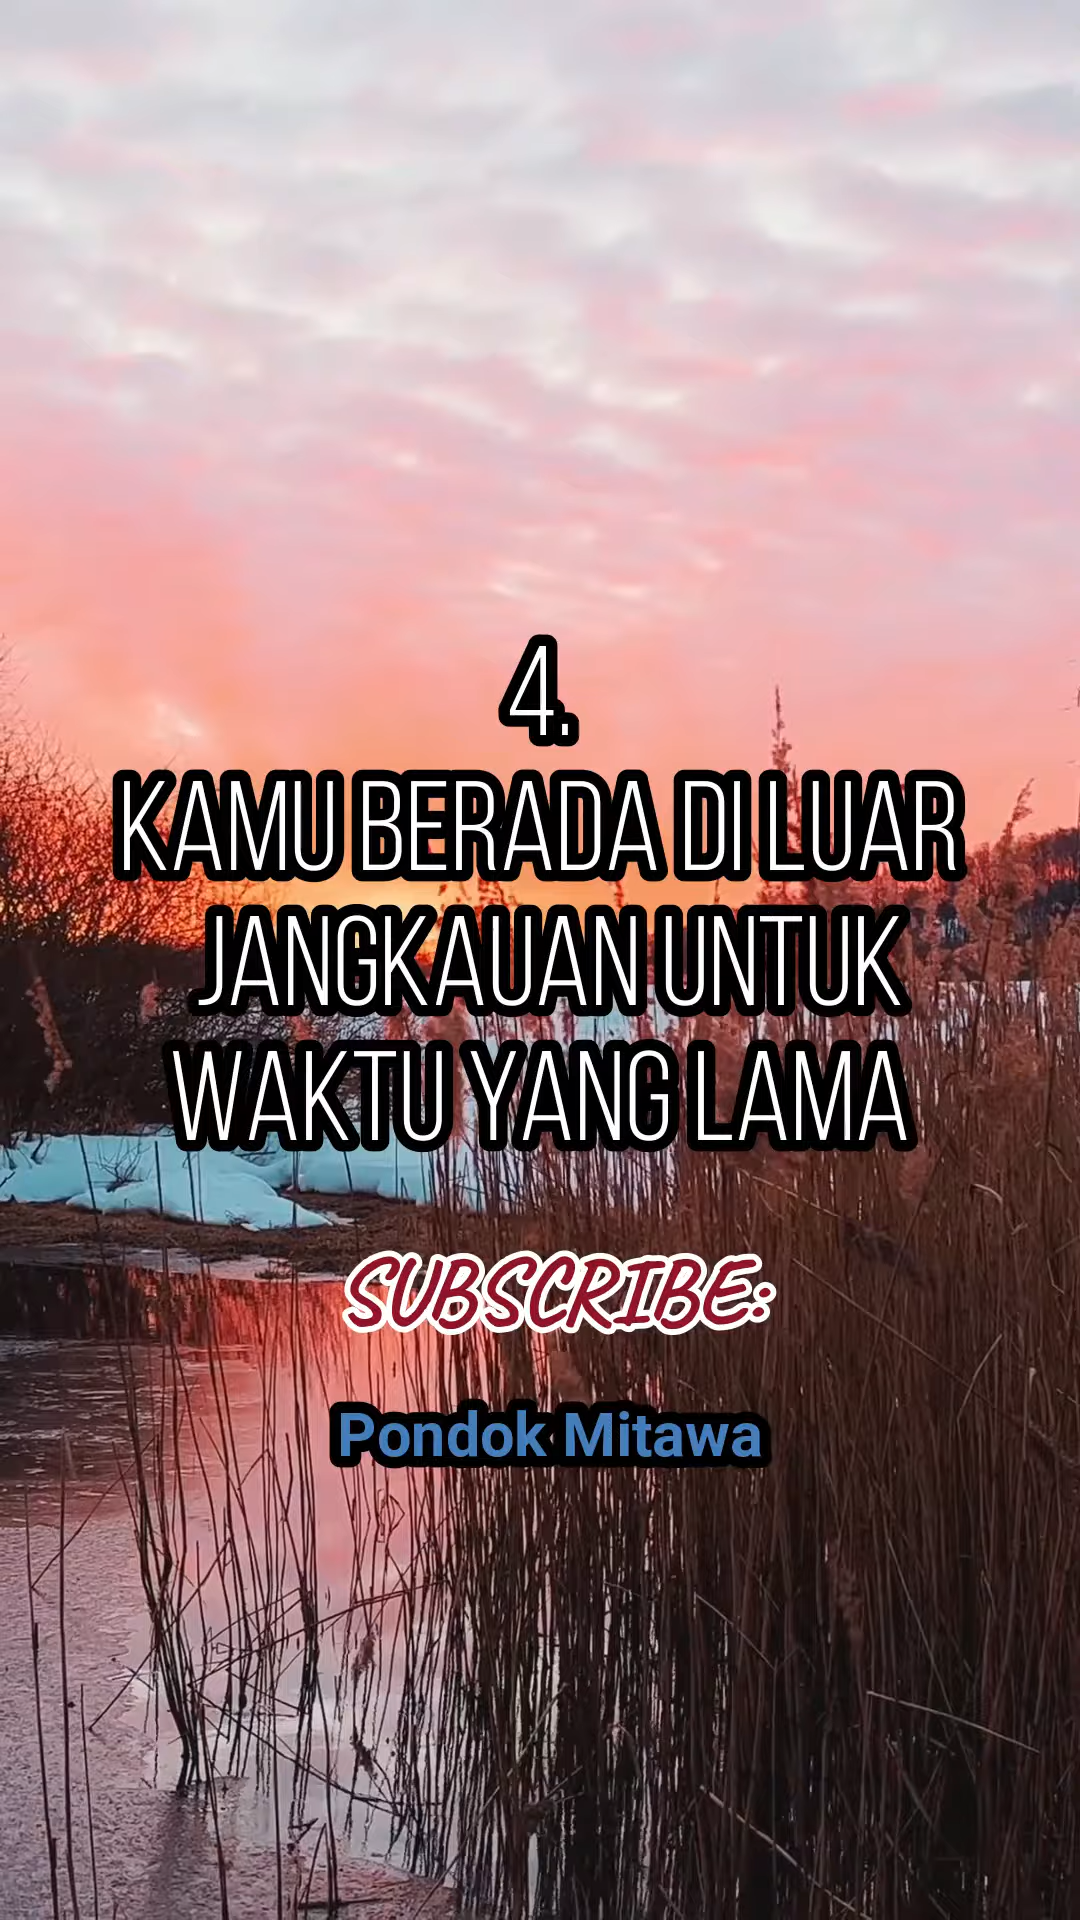 4.
KAMU BERADA DI LUAR
JANGKAUAN UNTUK
WAKTU YANG LAMA
SUBSCRIBE:
Pondok Mitawa